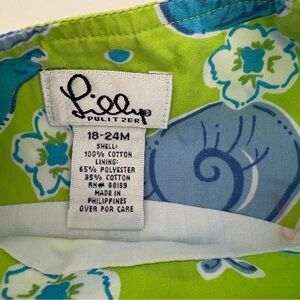 Lilly
PULITZER
18-24M
SHELL:
100% COTTON
LINING:
65% POLYESTER
35% COTTON
RN# 88189
MADE IN
PHILIPPINES
OVER FOR CARE